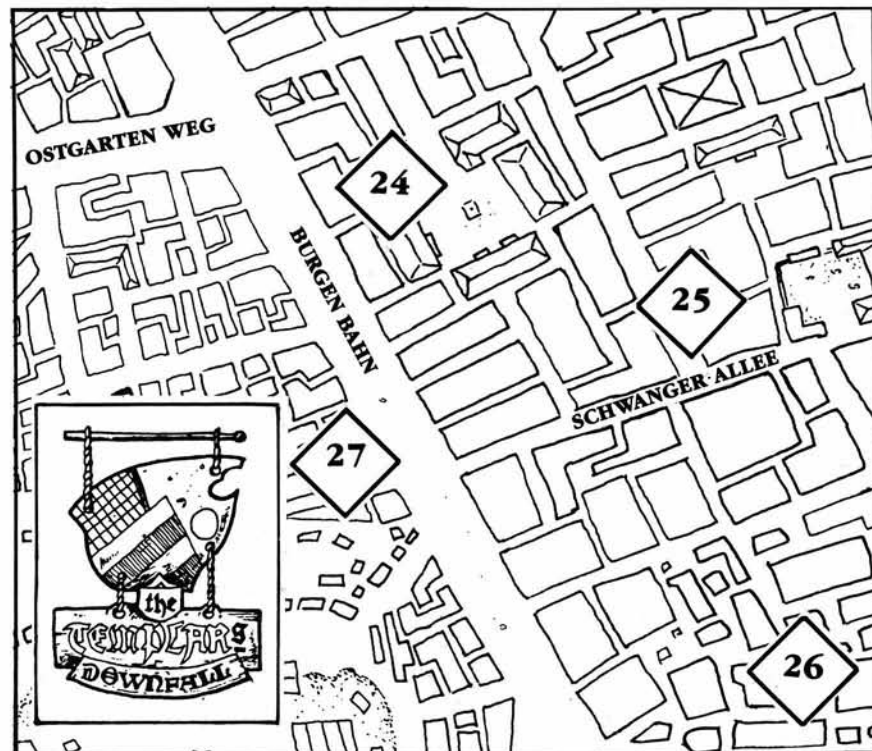 OSTGARTEN WEG
24
BURGEN BAHN
25
SCHWANGER ALLEE
27
the
TEMPLARS
DOWNFALL
26